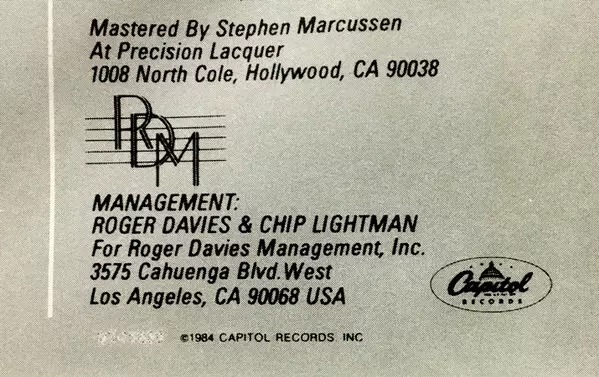 Mastered By Stephen Marcussen
At Precision Lacquer
1008 North Cole, Hollywood, CA 90038
RDM
MANAGEMENT:
ROGER DAVIES & CHIP LIGHTMAN
For Roger Davies Management, Inc.
3575 Cahuenga Blvd. West
Los Angeles, CA 90068 USA
Capitol
RECORDS
©1984 CAPITOL RECORDS, INC